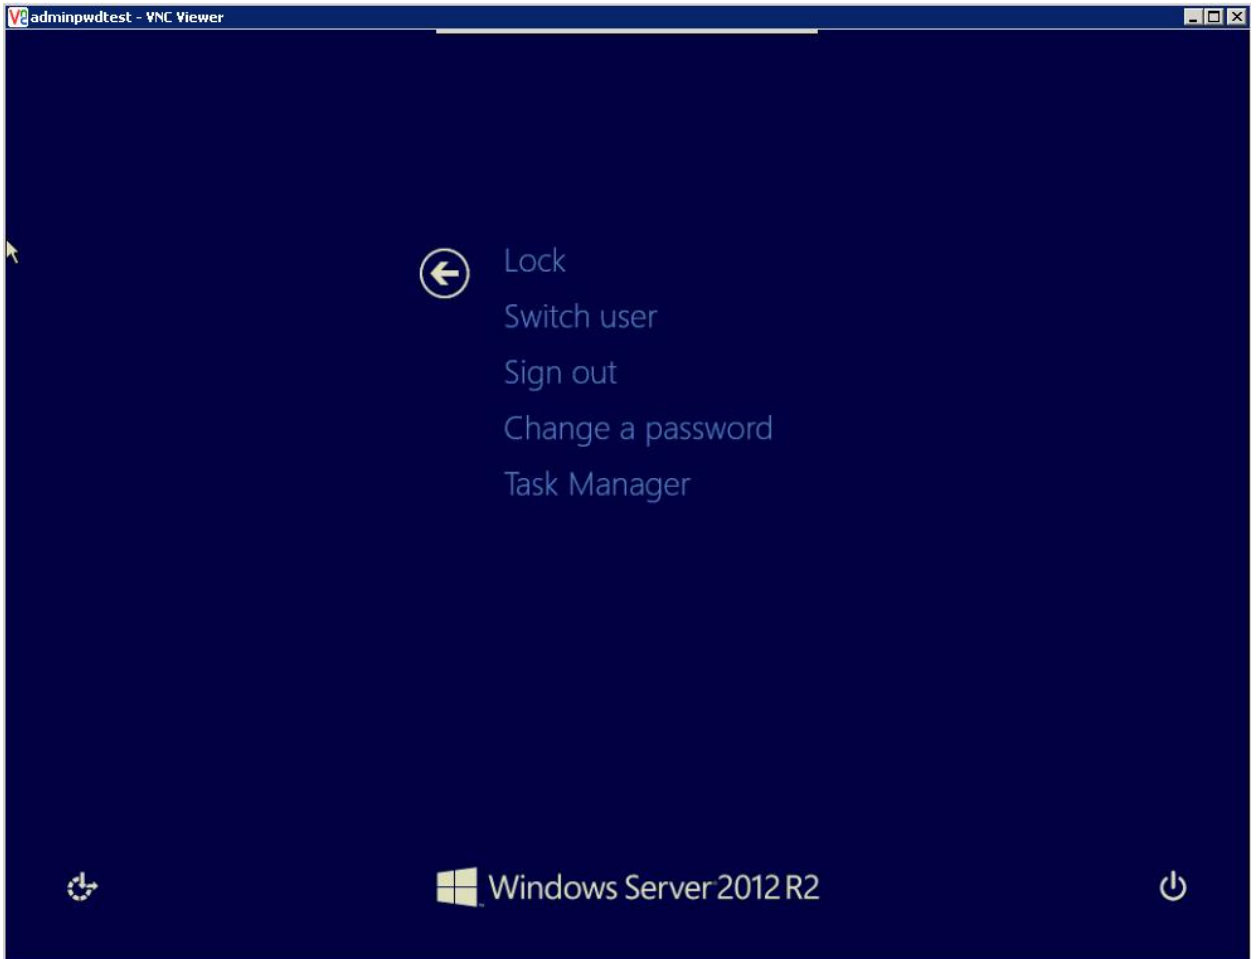 adminpwdtest - VNC Viewer
Lock
Switch user
Sign out
Change a password
Task Manager
Windows Server 2012 R2